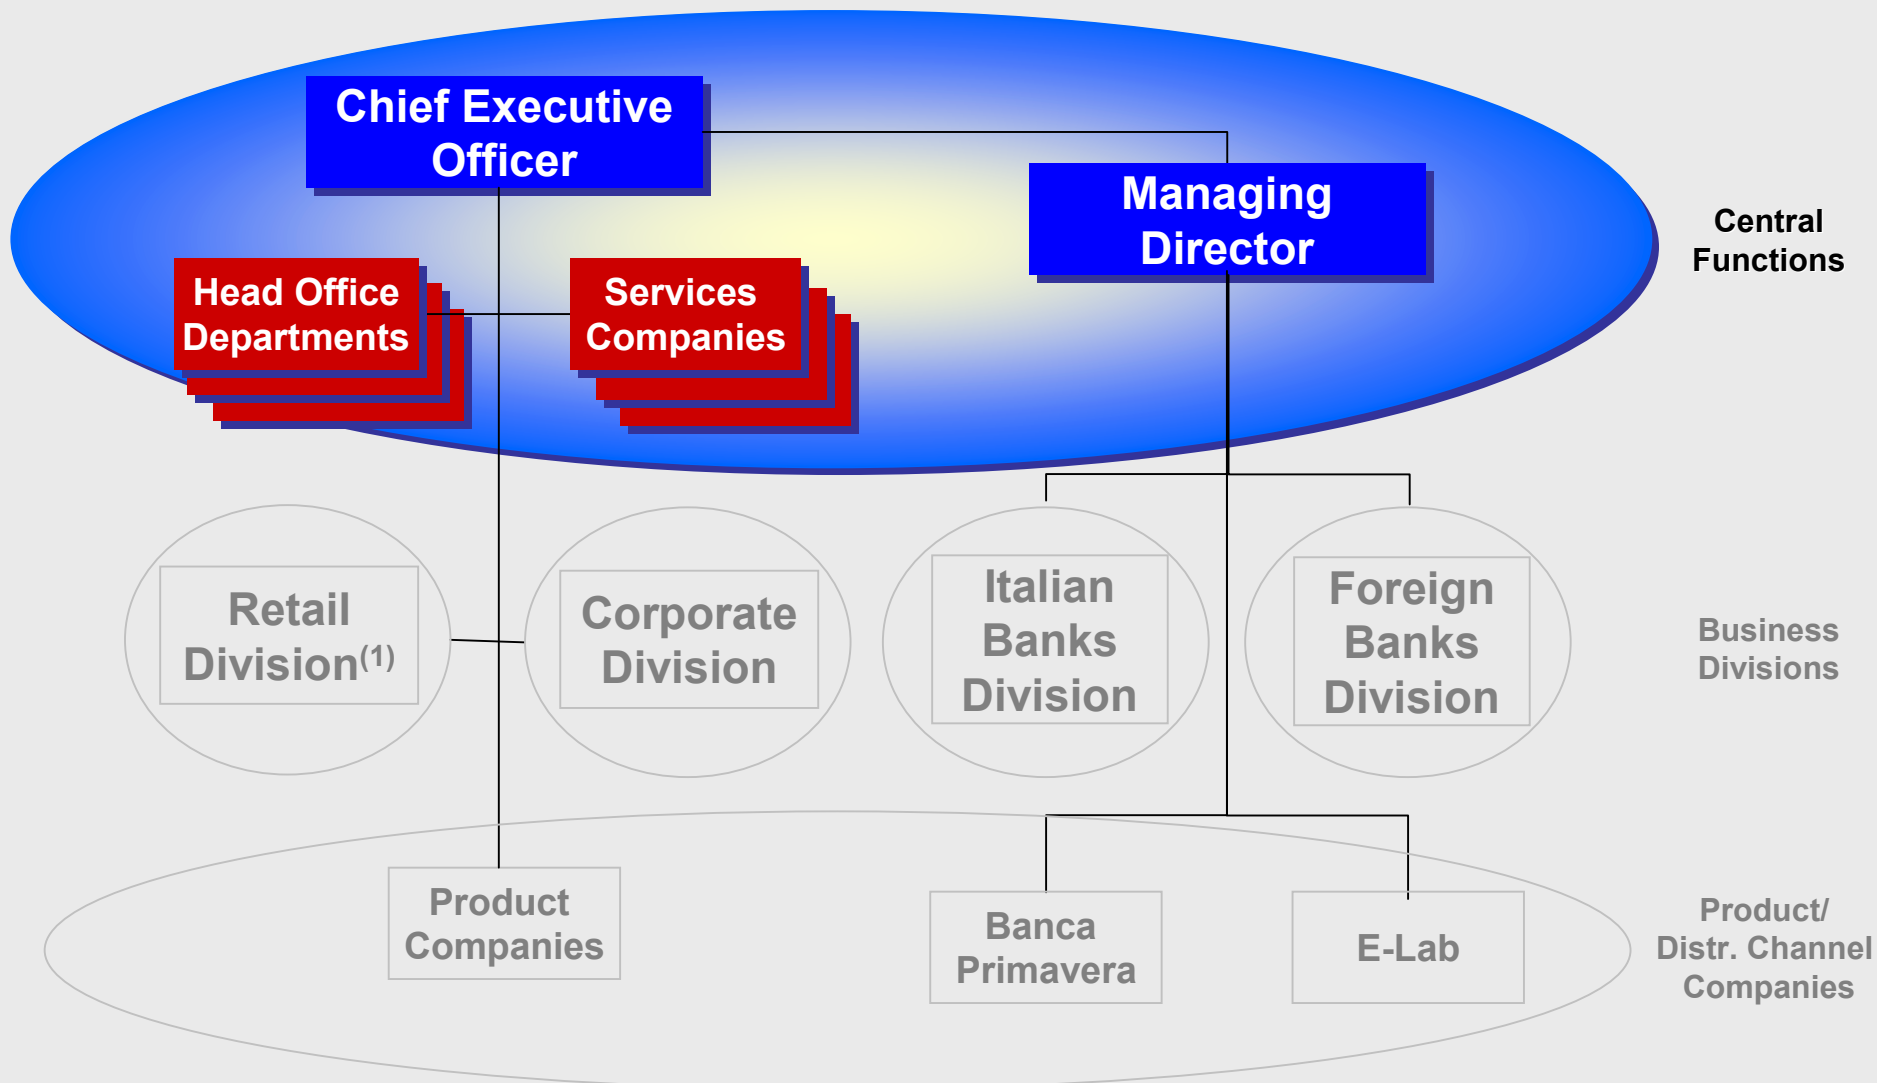 Chief Executive
Officer
Managing
Director
Central
Functions
Head Office
Departments
Services
Companies
Retail
Division(1)
Corporate
Division
Italian
Banks
Division
Foreign
Banks
Division
Business
Divisions
Product
Companies
Banca
Primavera
E-Lab
Product/
Distr. Channel
Companies